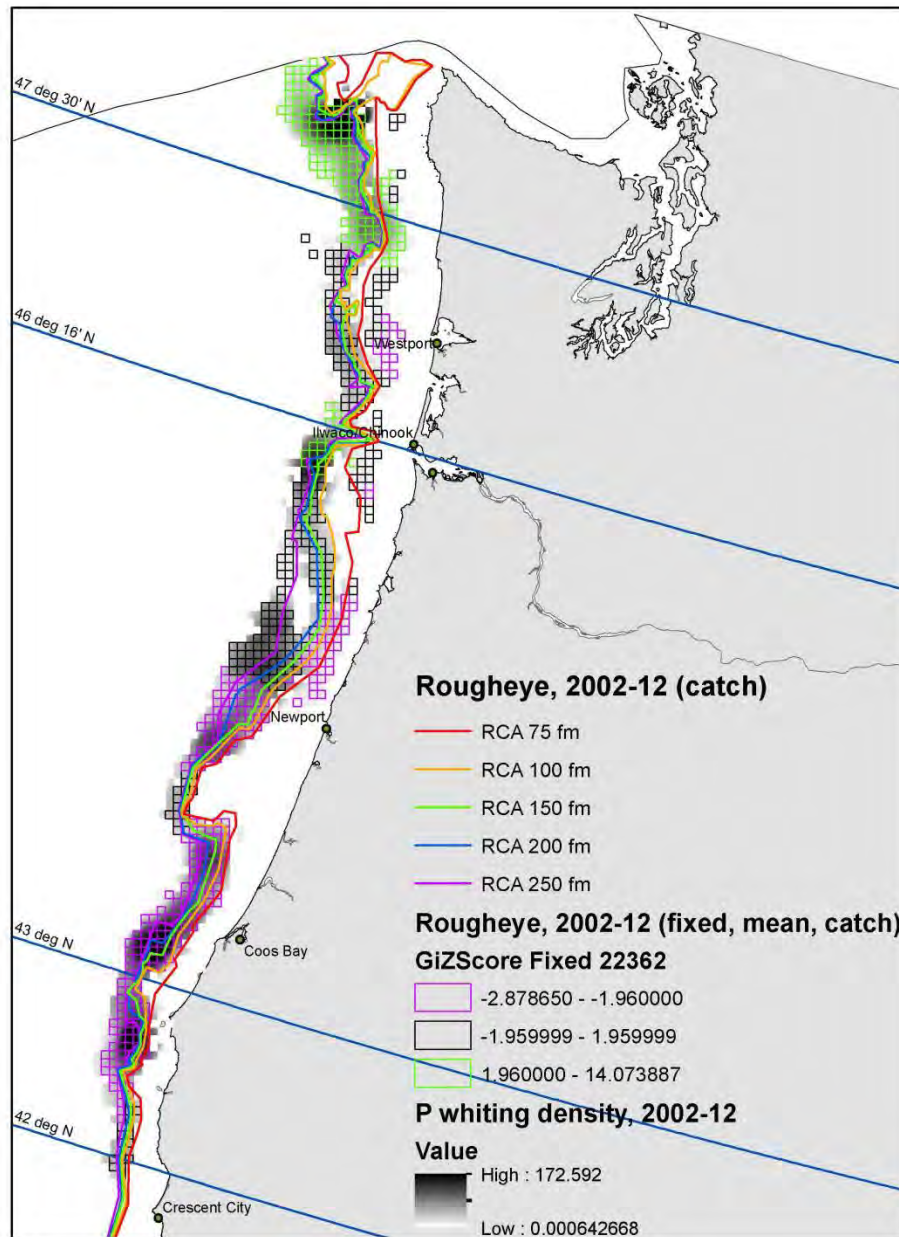 47 deg 30' N
46 deg 16' N
Westport
Ilwaco/Chinook
Rougheye, 2002-12 (catch)
RCA 75 fm
Newport
RCA 100 fm
RCA 150 fm
RCA 200 fm
RCA 250 fm
Rougheye, 2002-12 (fixed, mean, catch)
43 deg N
Coos Bay
GiZScore Fixed 22362
-2.878650 - -1.960000
-1.959999 - 1.959999
1.960000 - 14.073887
42 deg N
P whiting density, 2002-12
Value
High : 172.592
Crescent City
Low : 0.000642668